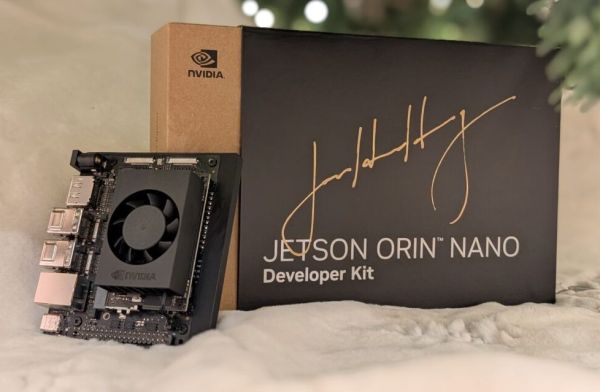 NVIDIA
JETSON ORIN™ NANO
Developer Kit
NVIDIA